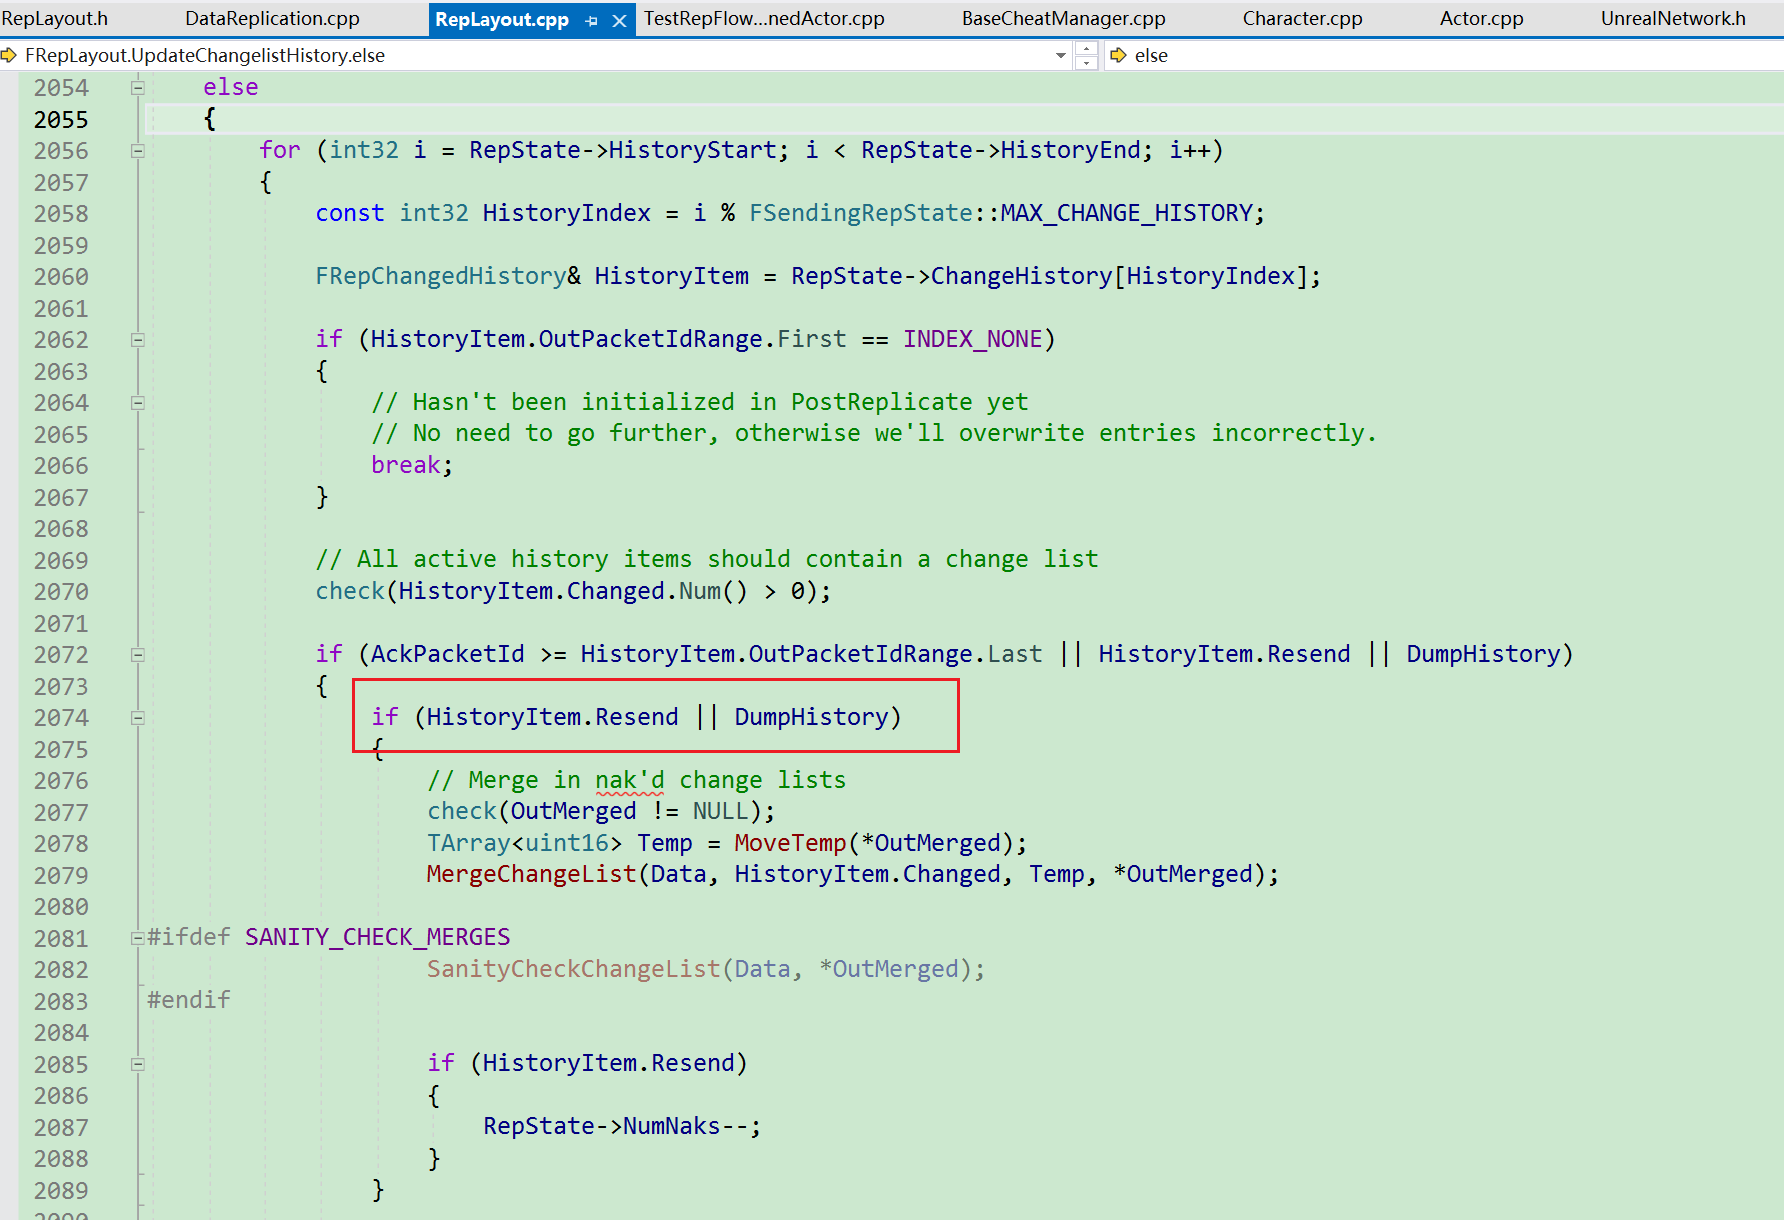 RepLayout.h DataReplication.cpp RepLayout.cpp TestRepFlow...nedActor.cpp BaseCheatManager.cpp Character.cpp Actor.cpp UnrealNetwork.h
FRepLayout.UpdateChangelistHistory.else else
2054 else
2055 {
2056 for (int32 i = RepState->HistoryStart; i < RepState->HistoryEnd; i++)
2057 {
2058 const int32 HistoryIndex = i % FSendingRepState::MAX_CHANGE_HISTORY;
2059
2060 FRepChangedHistory& HistoryItem = RepState->ChangeHistory[HistoryIndex];
2061
2062 if (HistoryItem.OutPacketIdRange.First == INDEX_NONE)
2063 {
2064 // Hasn't been initialized in PostReplicate yet
2065 // No need to go further, otherwise we'll overwrite entries incorrectly.
2066 break;
2067 }
2068
2069 // All active history items should contain a change list
2070 check(HistoryItem.Changed.Num() > 0);
2071
2072 if (AckPacketId >= HistoryItem.OutPacketIdRange.Last || HistoryItem.Resend || DumpHistory)
2073 {
2074 if (HistoryItem.Resend || DumpHistory)
2075 {
2076 // Merge in nak'd change lists
2077 check(OutMerged != NULL);
2078 TArray<uint16> Temp = MoveTemp(*OutMerged);
2079 MergeChangeList(Data, HistoryItem.Changed, Temp, *OutMerged);
2080
2081 #ifdef SANITY_CHECK_MERGES
2082 SanityCheckChangeList(Data, *OutMerged);
2083 #endif
2084
2085 if (HistoryItem.Resend)
2086 {
2087 RepState->NumNaks--;
2088 }
2089 }
2090